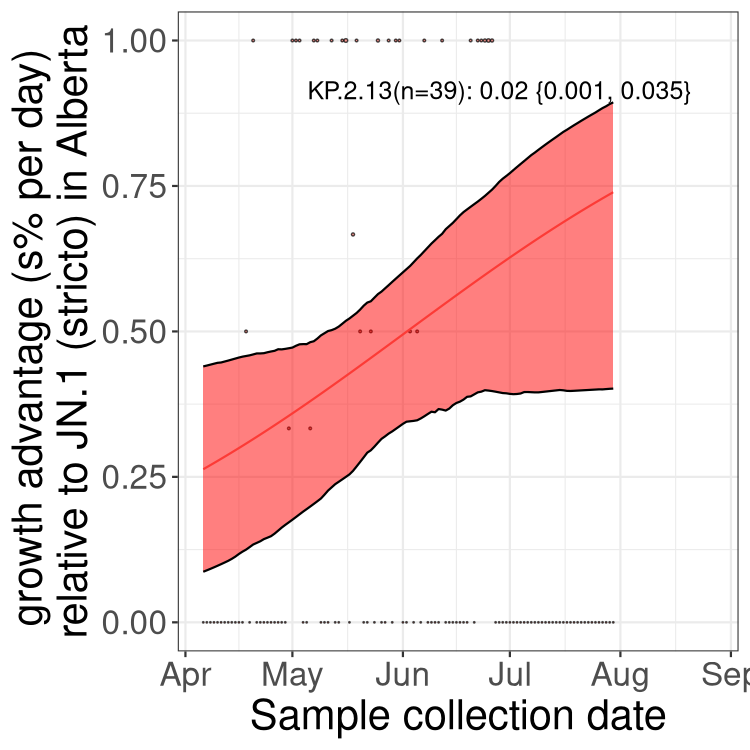 growth advantage (s% per day)
relative to JN.1 (stricto) in Alberta
1.00
0.75
0.50
0.25
0.00
KP.2.13(n=39): 0.02 {0.001, 0.035}
Apr May Jun Jul Aug Sep
Sample collection date